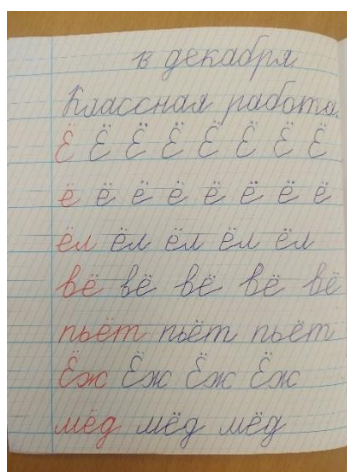 18 декабря
Классная работа.
Ё Ё Ё Ё Ё Ё Ё Ё
ё ё ё ё ё ё ё ё
ёл ёл ёл ёл ёл
вё вё вё вё вё
пьёт пьёт пьёт
Ёж Ёж Ёж Ёж
мёд мёд мёд